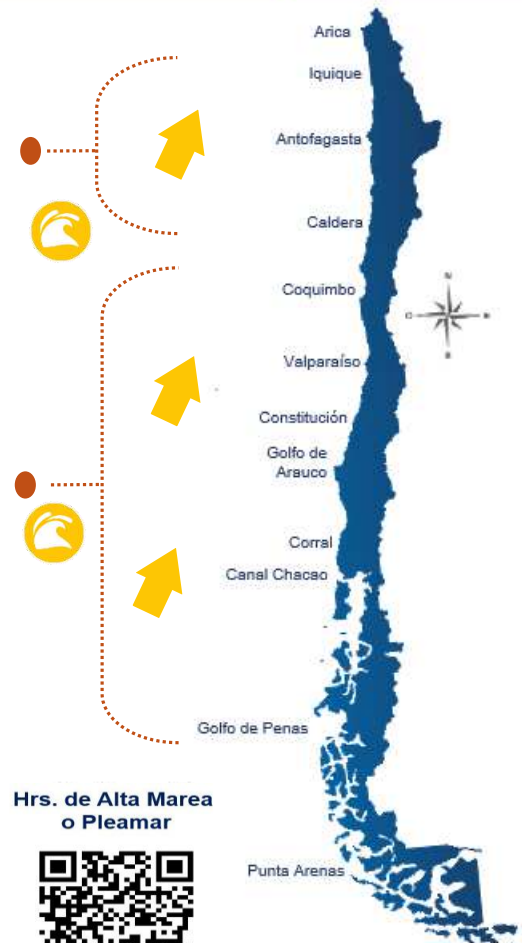 Arica
Iquique
Antofagasta
Caldera
Coquimbo
Valparaíso
Constitución
Golfo de
Arauco
Corral
Canal Chacao
Golfo de Penas
Hrs. de Alta Marea
o Pleamar
Punta Arenas